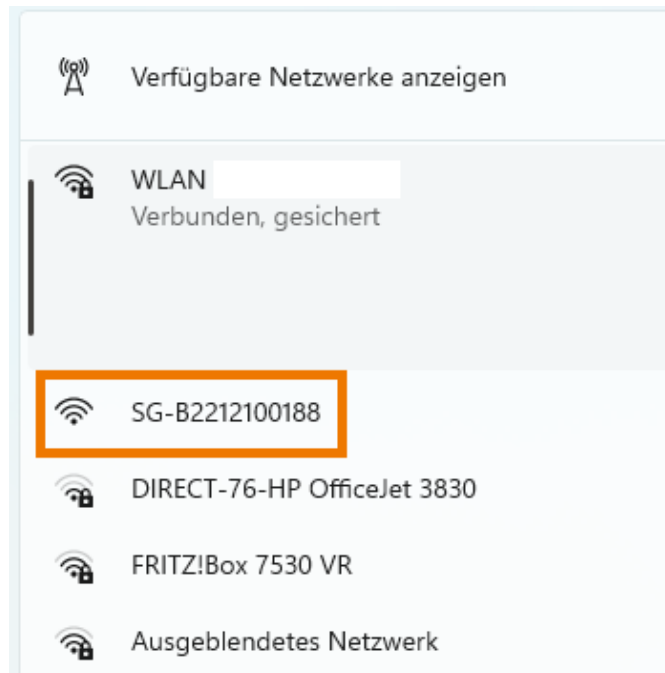 Verfügbare Netzwerke anzeigen
WLAN
Verbunden, gesichert
SG-B2212100188
DIRECT-76-HP OfficeJet 3830
FRITZ!Box 7530 VR
Ausgeblendetes Netzwerk